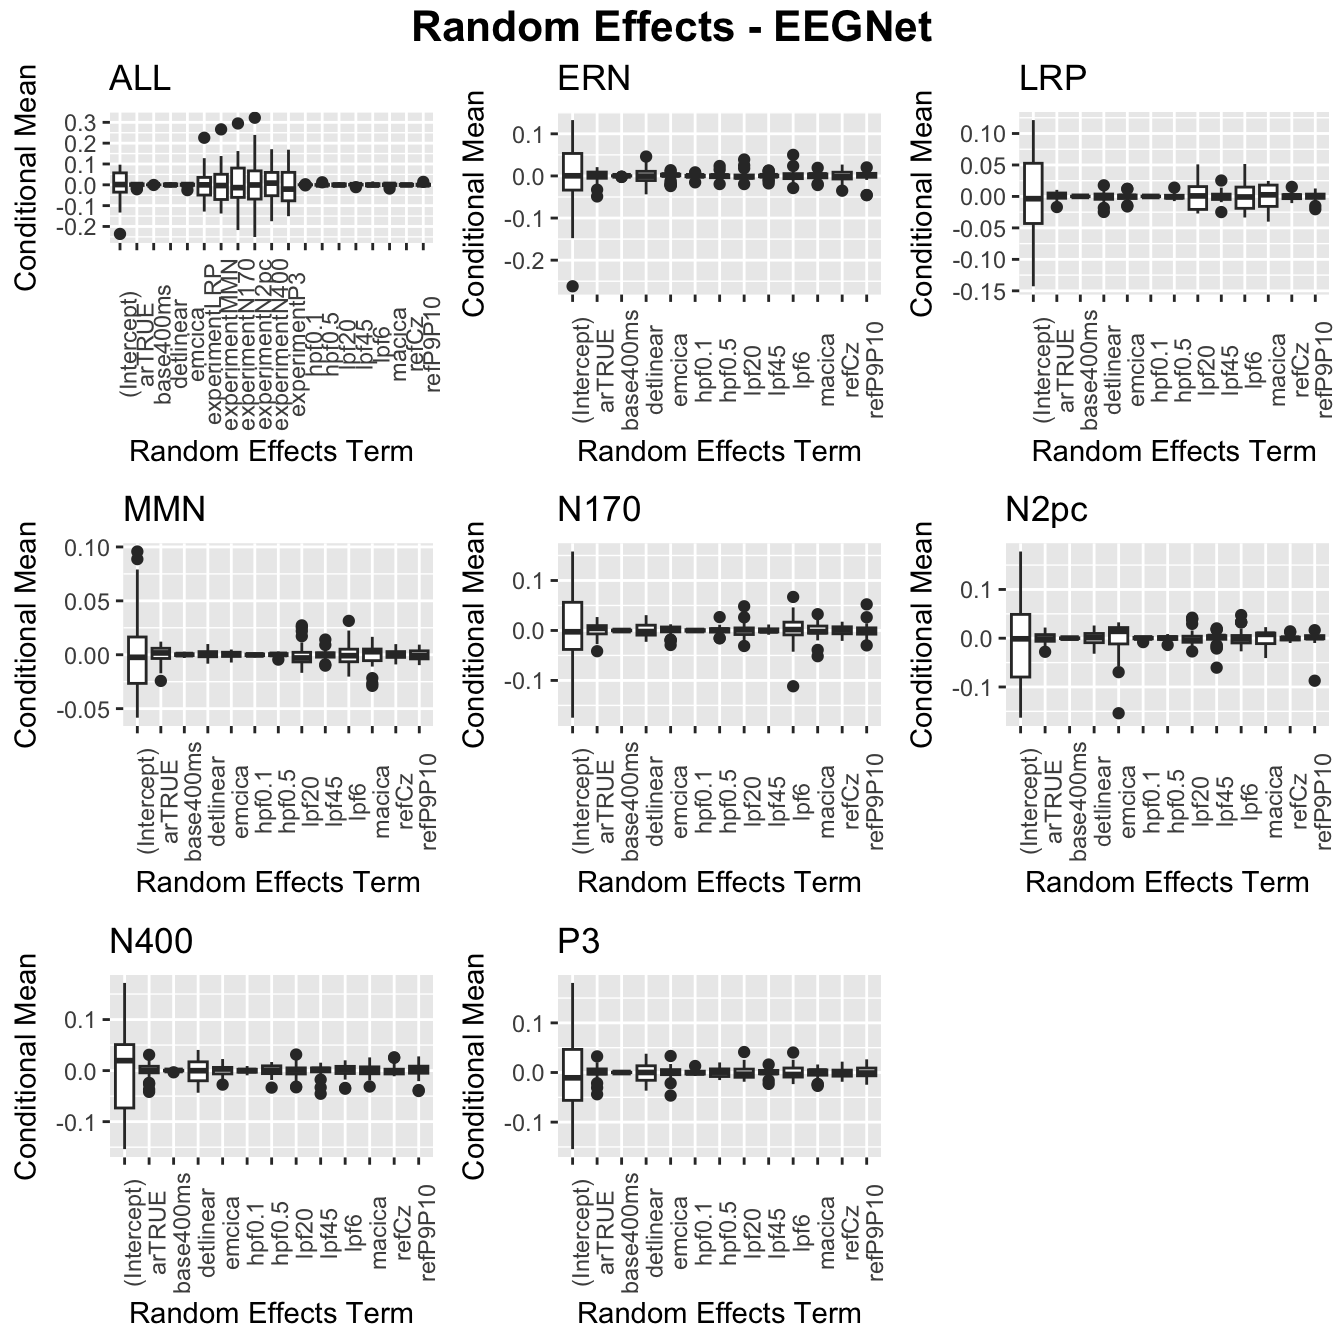 Random Effects - EEGNet
ALL
Conditional Mean
0.3
0.2
0.1
0.0
-0.1
-0.2
(Intercept)
arTRUE
base400ms
detlinear
emcica
experimentLRP
experimentMMN
experimentN170
experimentN2pc
experimentN400
experimentP3
hpf0.1
hpf0.5
lpf20
lpf45
lpf6
macica
refCz
refP9P10
Random Effects Term
ERN
Conditional Mean
0.1
0.0
-0.1
-0.2
(Intercept)
arTRUE
base400ms
detlinear
emcica
hpf0.1
hpf0.5
lpf20
lpf45
lpf6
macica
refCz
refP9P10
Random Effects Term
LRP
Conditional Mean
0.10
0.05
0.00
-0.05
-0.10
-0.15
(Intercept)
arTRUE
base400ms
detlinear
emcica
hpf0.1
hpf0.5
lpf20
lpf45
lpf6
macica
refCz
refP9P10
Random Effects Term
MMN
Conditional Mean
0.10
0.05
0.00
-0.05
(Intercept)
arTRUE
base400ms
detlinear
emcica
hpf0.1
hpf0.5
lpf20
lpf45
lpf6
macica
refCz
refP9P10
Random Effects Term
N170
Conditional Mean
0.1
0.0
-0.1
(Intercept)
arTRUE
base400ms
detlinear
emcica
hpf0.1
hpf0.5
lpf20
lpf45
lpf6
macica
refCz
refP9P10
Random Effects Term
N2pc
Conditional Mean
0.1
0.0
-0.1
(Intercept)
arTRUE
base400ms
detlinear
emcica
hpf0.1
hpf0.5
lpf20
lpf45
lpf6
macica
refCz
refP9P10
Random Effects Term
N400
Conditional Mean
0.1
0.0
-0.1
(Intercept)
arTRUE
base400ms
detlinear
emcica
hpf0.1
hpf0.5
lpf20
lpf45
lpf6
macica
refCz
refP9P10
Random Effects Term
P3
Conditional Mean
0.1
0.0
-0.1
(Intercept)
arTRUE
base400ms
detlinear
emcica
hpf0.1
hpf0.5
lpf20
lpf45
lpf6
macica
refCz
refP9P10
Random Effects Term